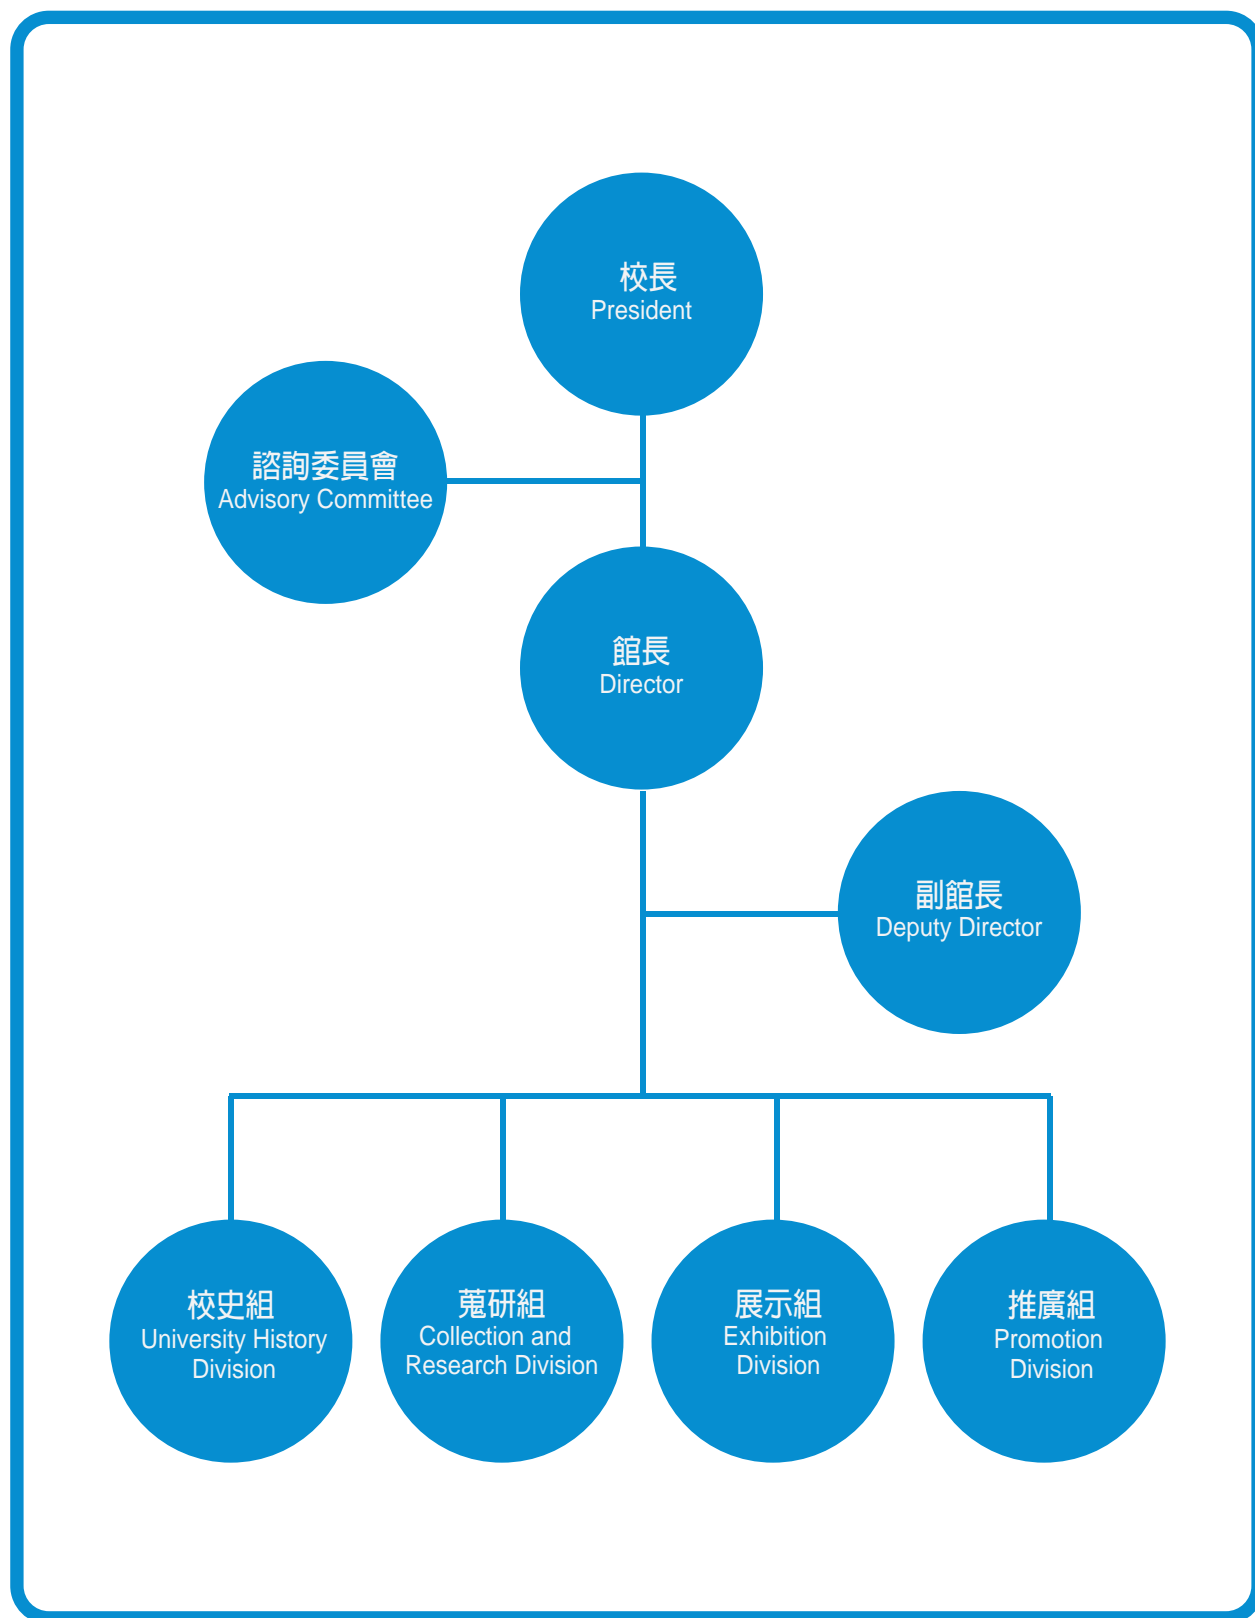 校長
President
諮詢委員會
Advisory Committee
館長
Director
副館長
Deputy Director
校史組
University History
Division
蒐研組
Collection and
Research Division
展示組
Exhibition
Division
推廣組
Promotion
Division